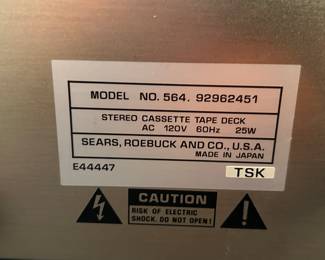 MODEL NO. 564. 92962451
STEREO CASSETTE TAPE DECK
AC 120V 60Hz 25W
SEARS, ROEBUCK AND CO., U.S.A.
MADE IN JAPAN
E44447
TSK
CAUTION
RISK OF ELECTRIC
SHOCK. DO NOT OPEN!